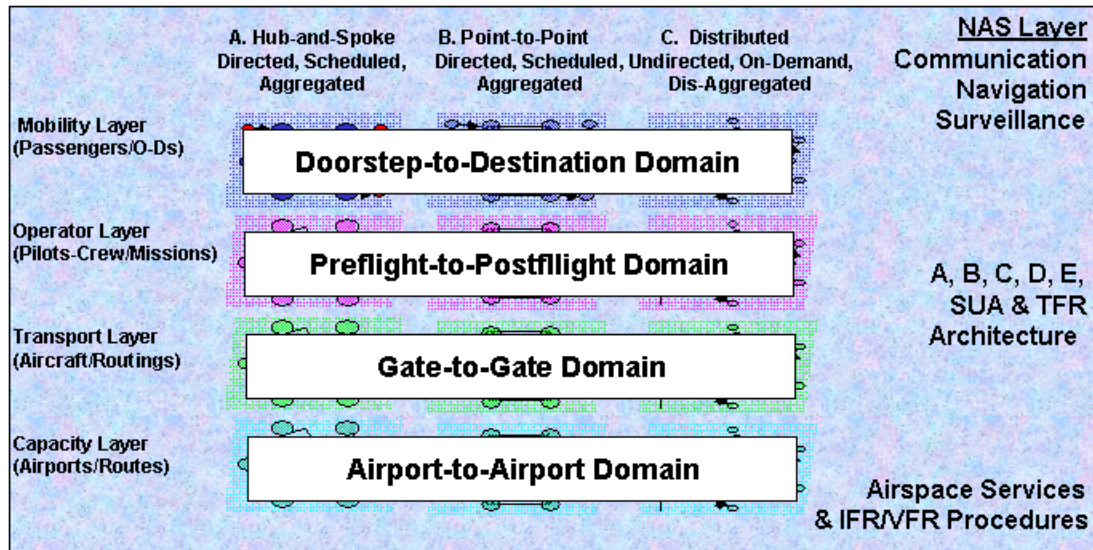 A. Hub-and-Spoke
Directed, Scheduled,
Aggregated
B. Point-to-Point
Directed, Scheduled,
Aggregated
C. Distributed
Undirected, On-Demand,
Dis-Aggregated
NAS Layer
Communication
Navigation
Surveillance
Mobility Layer
(Passengers/O-Ds)
Doorstep-to-Destination Domain
Operator Layer
(Pilots-Crew/Missions)
Preflight-to-Postfllight Domain
A, B, C, D, E,
SUA & TFR
Architecture
Transport Layer
(Aircraft/Routings)
Gate-to-Gate Domain
Capacity Layer
(Airports/Routes)
Airport-to-Airport Domain
Airspace Services
& IFR/VFR Procedures